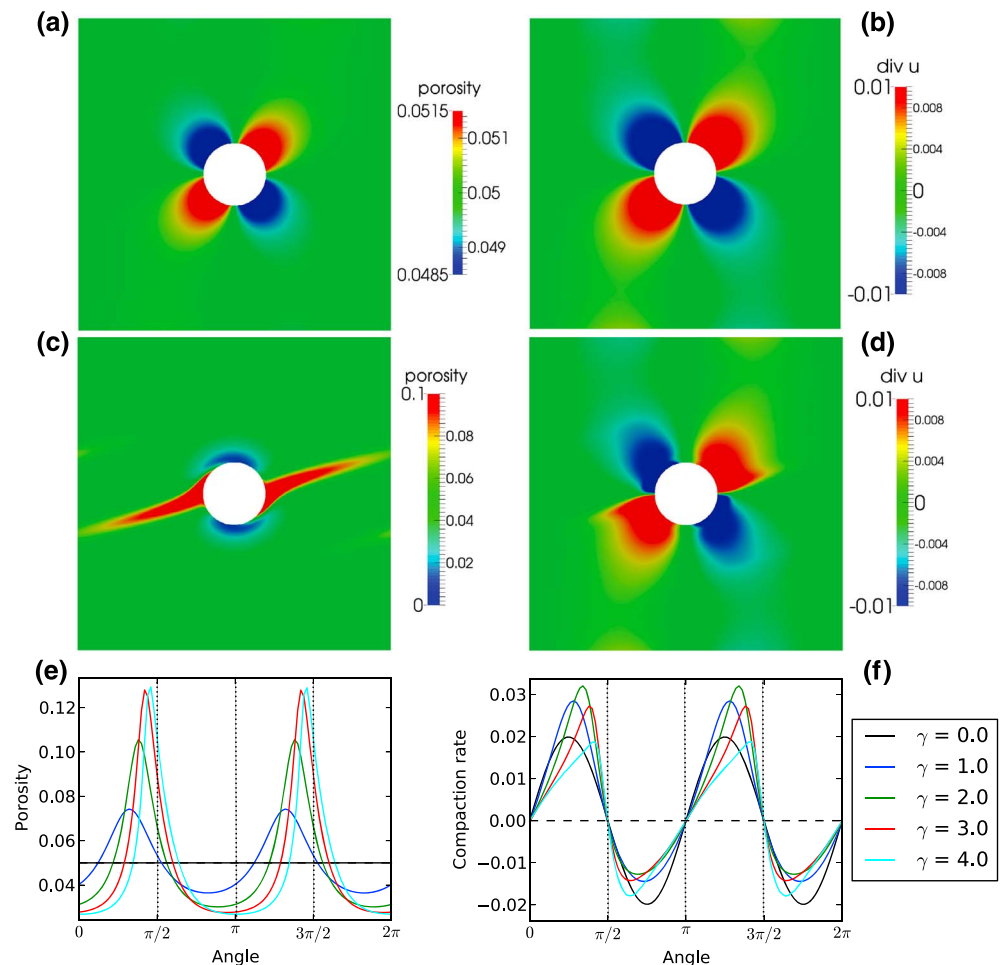 (a)
porosity
0.0515
0.051
0.05
0.049
0.0485
(b)
div u
0.01
0.008
0.004
0
-0.004
-0.008
-0.01
(c)
porosity
0.1
0.08
0.06
0.04
0.02
0
(d)
div u
0.01
0.008
0.004
0
-0.004
-0.008
-0.01
(e)
Porosity
0.12
0.10
0.08
0.06
0.04
0 π/2 π 3π/2 2π
Angle
(f)
Compaction rate
0.03
0.02
0.01
0.00
−0.01
−0.02
0 π/2 π 3π/2 2π
Angle
γ = 0.0
γ = 1.0
γ = 2.0
γ = 3.0
γ = 4.0